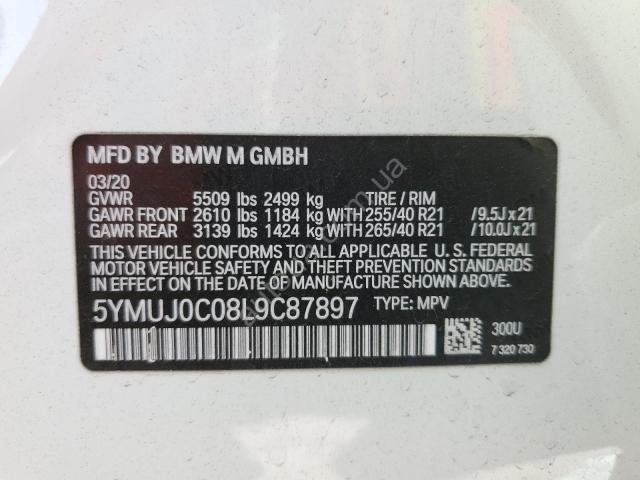 MFD BY BMW M GMBH
03/20
GVWR 5509 lbs 2499 kg TIRE / RIM
GAWR FRONT 2610 lbs 1184 kg WITH 255/40 R21 / 9.5J x 21
GAWR REAR 3139 lbs 1424 kg WITH 265/40 R21 / 10.0J x 21
THIS VEHICLE CONFORMS TO ALL APPLICABLE U. S. FEDERAL
MOTOR VEHICLE SAFETY AND THEFT PREVENTION STANDARDS
IN EFFECT ON THE DATE OF MANUFACTURE SHOWN ABOVE.
5YMUJ0C08L9C87897 TYPE: MPV
300U
7 320 730